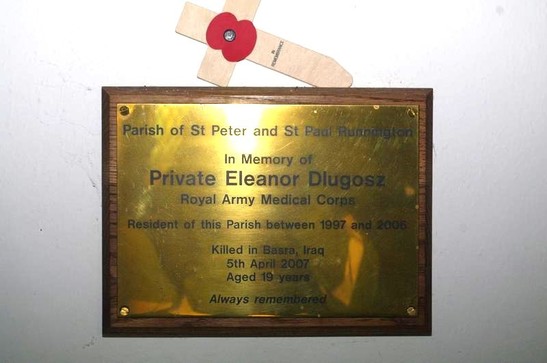 IN
REMEMBRANCE
Parish of St Peter and St Paul Runnington
In Memory of
Private Eleanor Dlugosz
Royal Army Medical Corps
Resident of this Parish between 1997 and 2006
Killed in Basra, Iraq
5th April 2007
Aged 19 years
Always remembered